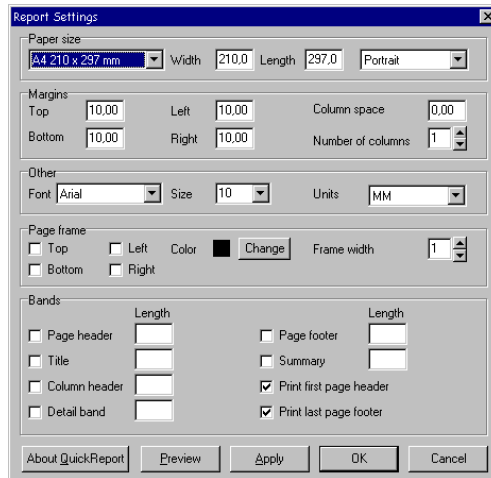 Report Settings
Paper size
A4 210 x 297 mm Width 210,0 Length 297,0 Portrait
Margins
Top 10,00 Left 10,00 Column space 0,00
Bottom 10,00 Right 10,00 Number of columns 1
Other
Font Arial Size 10 Units MM
Page frame
Top Left Color Change Frame width 1
Bottom Right
Bands
Length Length
Page header Page footer
Title Summary
Column header Print first page header
Detail band Print last page footer
About QuickReport Preview Apply OK Cancel